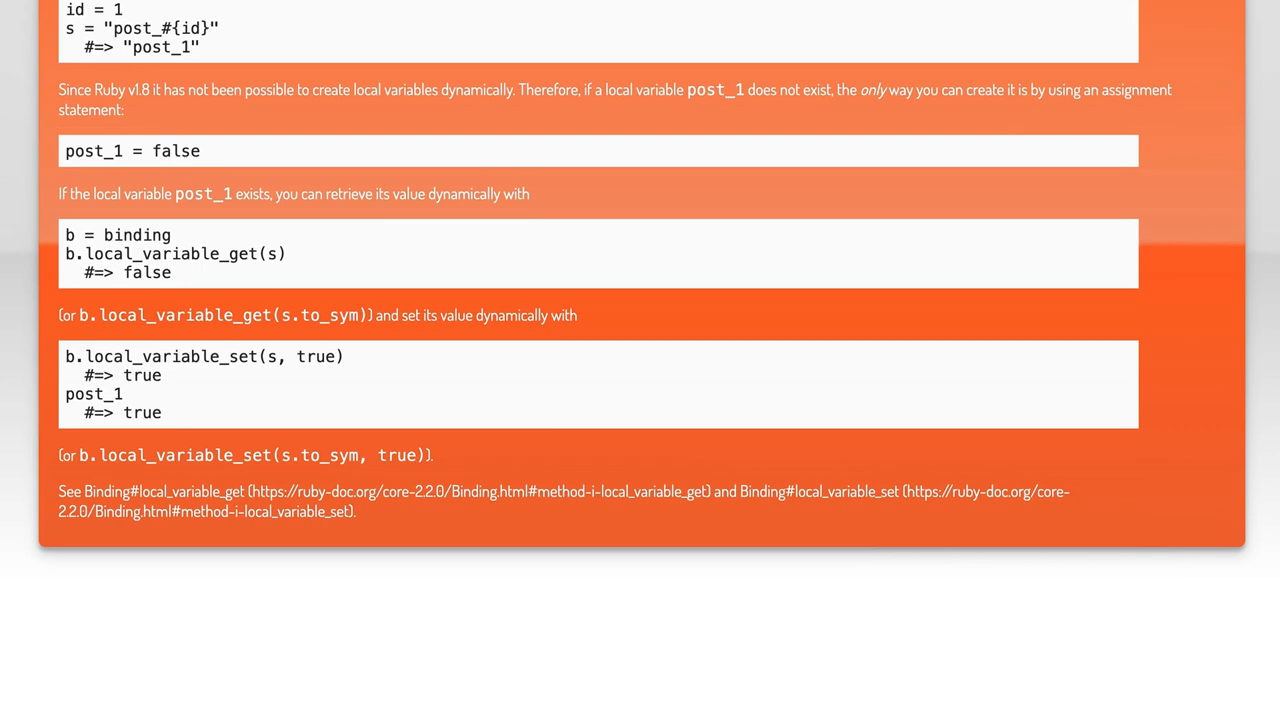 id = 1
s = "post_#{id}"
  #=> "post_1"
Since Ruby v1.8 it has not been possible to create local variables dynamically. Therefore, if a local variable post_1 does not exist, the only way you can create it is by using an assignment
statement:
post_1 = false
If the local variable post_1 exists, you can retrieve its value dynamically with
b = binding
b.local_variable_get(s)
  #=> false
(or b.local_variable_get(s.to_sym)) and set its value dynamically with
b.local_variable_set(s, true)
  #=> true
post_1
  #=> true
(or b.local_variable_set(s.to_sym, true)).
See Binding#local_variable_get (https://ruby-doc.org/core-2.2.0/Binding.html#method-i-local_variable_get) and Binding#local_variable_set (https://ruby-doc.org/core-
2.2.0/Binding.html#method-i-local_variable_set).